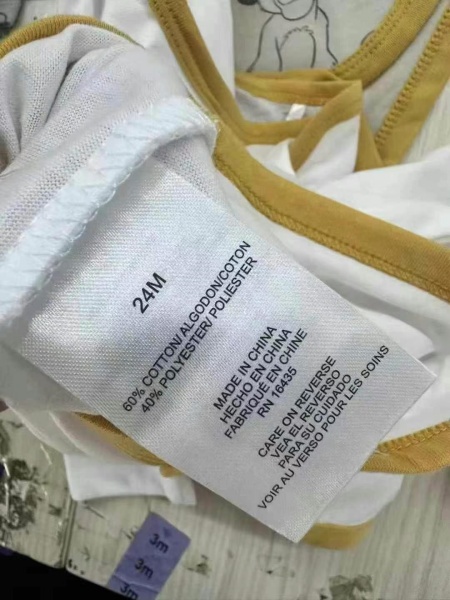 24M
60% COTTON/ ALGODON/COTON
40% POLYESTER/ POLIESTER
MADE IN CHINA
HECHO EN CHINA
FABRIQUÉ EN CHINE
RN 16435
CARE ON REVERSE
VEA EL REVERSO
PARA SU CUIDADO
VOIR AU VERSO POUR LES SOINS
3m
3m
3m